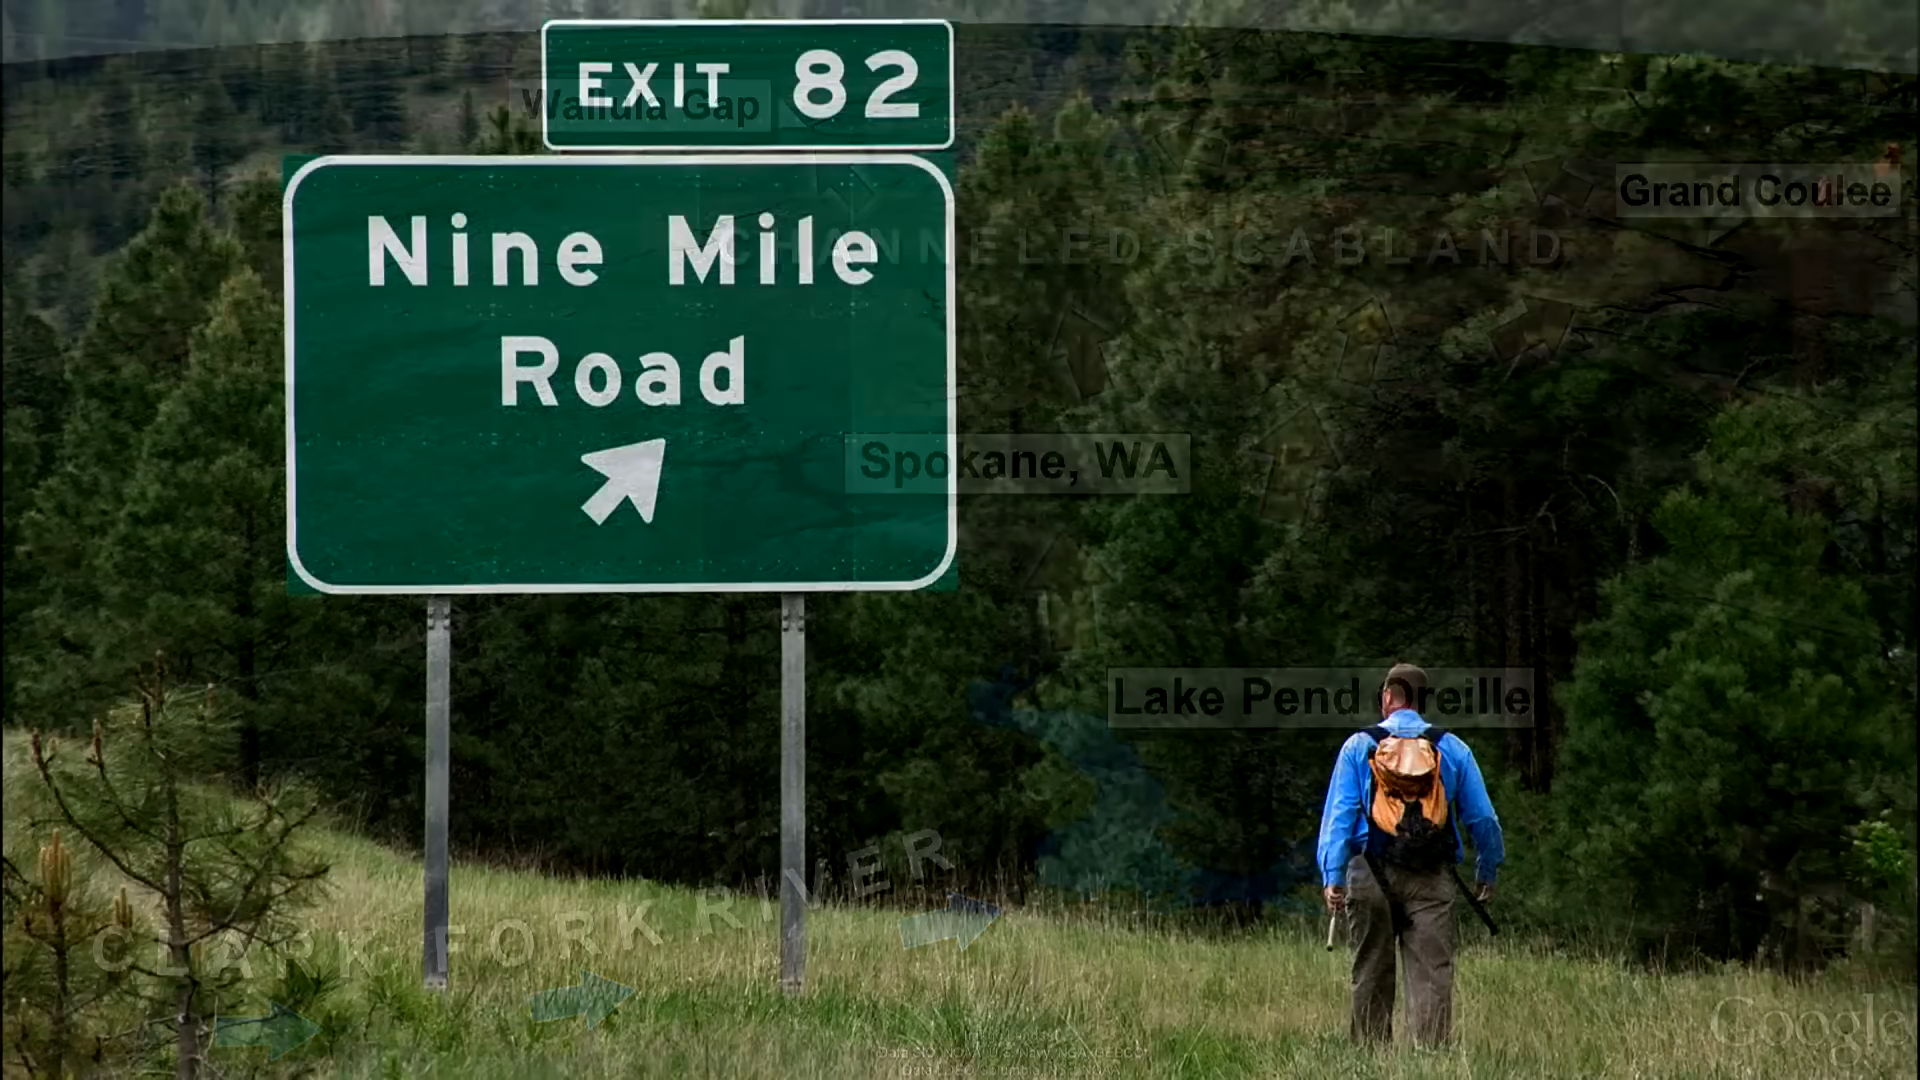 EXIT 82
Wallula Gap
Nine Mile
Road
Grand Coulee
CHANNELED SCABLAND
Spokane, WA
Lake Pend Oreille
CLARK FORK RIVER
Google